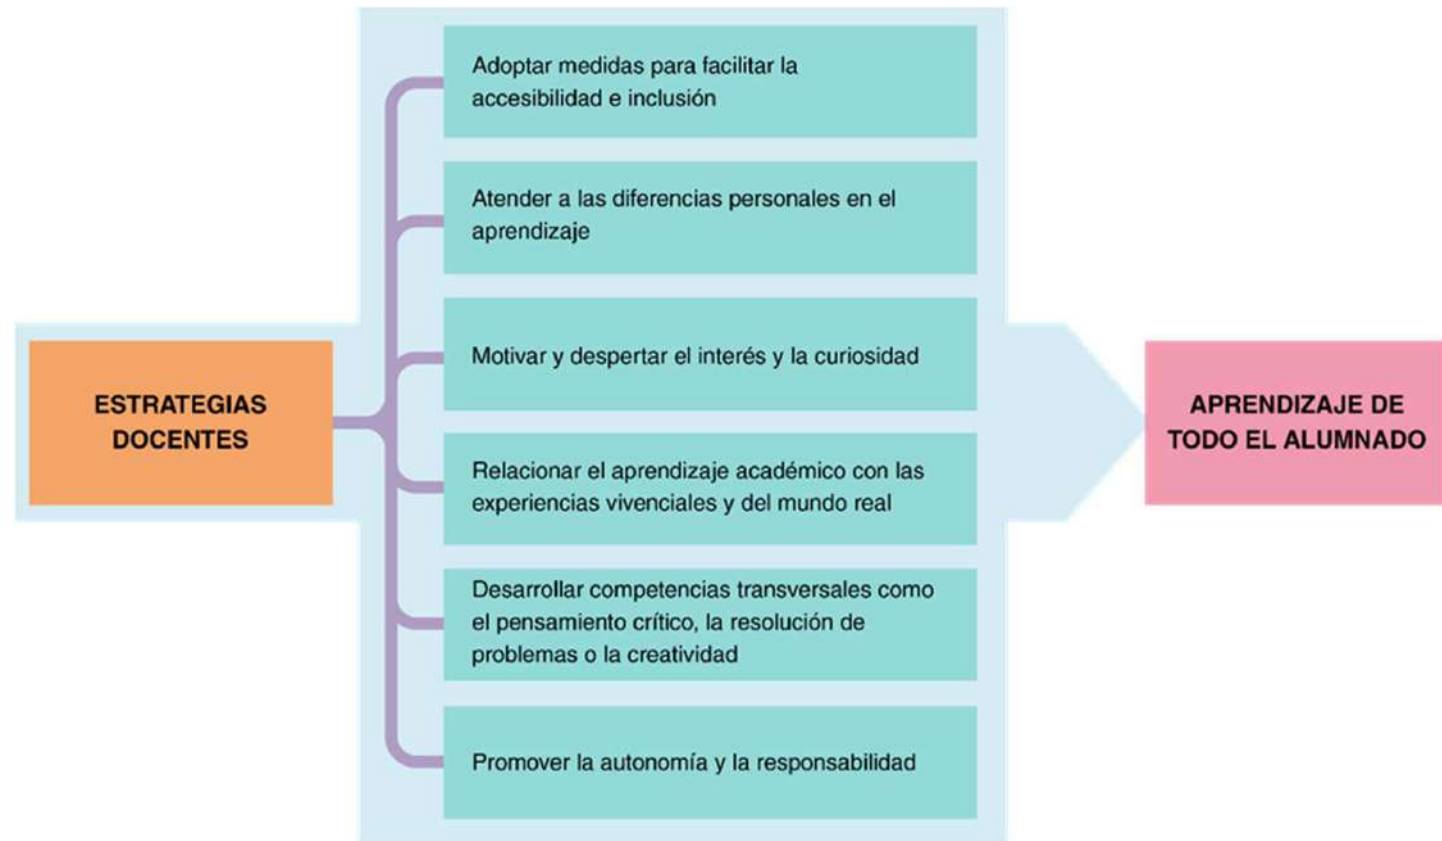 Adoptar medidas para facilitar la
accesibilidad e inclusión
Atender a las diferencias personales en el
aprendizaje
Motivar y despertar el interés y la curiosidad
ESTRATEGIAS
DOCENTES
APRENDIZAJE DE
TODO EL ALUMNADO
Relacionar el aprendizaje académico con las
experiencias vivenciales y del mundo real
Desarrollar competencias transversales como
el pensamiento crítico, la resolución de
problemas o la creatividad
Promover la autonomía y la responsabilidad